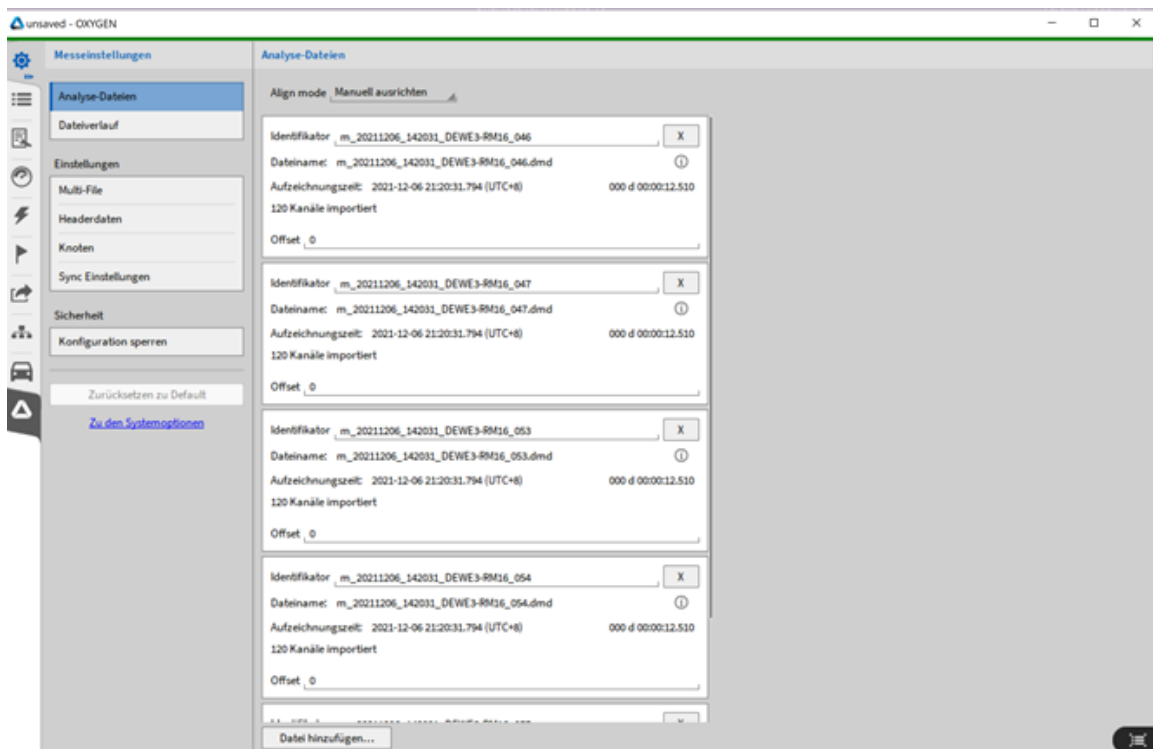 unsaved - OXYGEN
Messeinstellungen
Analyse-Dateien
Dateiverlauf
Einstellungen
Multi-File
Headerdaten
Knoten
Sync Einstellungen
Sicherheit
Konfiguration sperren
Zurücksetzen zu Default
Zu den Systemoptionen
Analyse-Dateien
Align mode Manuell ausrichten
Identifikator m_20211206_142031_DEWE3-RM16_046 X
Dateiname: m_20211206_142031_DEWE3-RM16_046.dmd
Aufzeichnungszeit: 2021-12-06 21:20:31.794 (UTC+8) 000 d 00:00:12.510
120 Kanäle importiert
Offset 0
Identifikator m_20211206_142031_DEWE3-RM16_047 X
Dateiname: m_20211206_142031_DEWE3-RM16_047.dmd
Aufzeichnungszeit: 2021-12-06 21:20:31.794 (UTC+8) 000 d 00:00:12.510
120 Kanäle importiert
Offset 0
Identifikator m_20211206_142031_DEWE3-RM16_053 X
Dateiname: m_20211206_142031_DEWE3-RM16_053.dmd
Aufzeichnungszeit: 2021-12-06 21:20:31.794 (UTC+8) 000 d 00:00:12.510
120 Kanäle importiert
Offset 0
Identifikator m_20211206_142031_DEWE3-RM16_054 X
Dateiname: m_20211206_142031_DEWE3-RM16_054.dmd
Aufzeichnungszeit: 2021-12-06 21:20:31.794 (UTC+8) 000 d 00:00:12.510
120 Kanäle importiert
Offset 0
Datei hinzufügen...